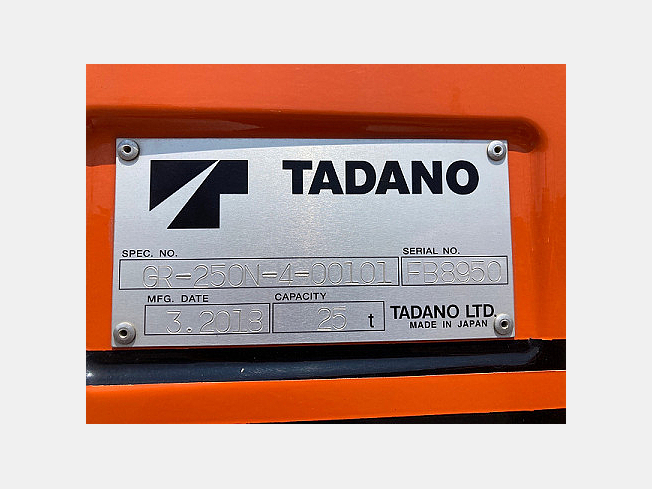 TADANO
SPEC. NO.
GR-250N-4-00101
SERIAL NO.
FB8950
MFG. DATE
3.2018
CAPACITY
25 t
TADANO LTD.
MADE IN JAPAN